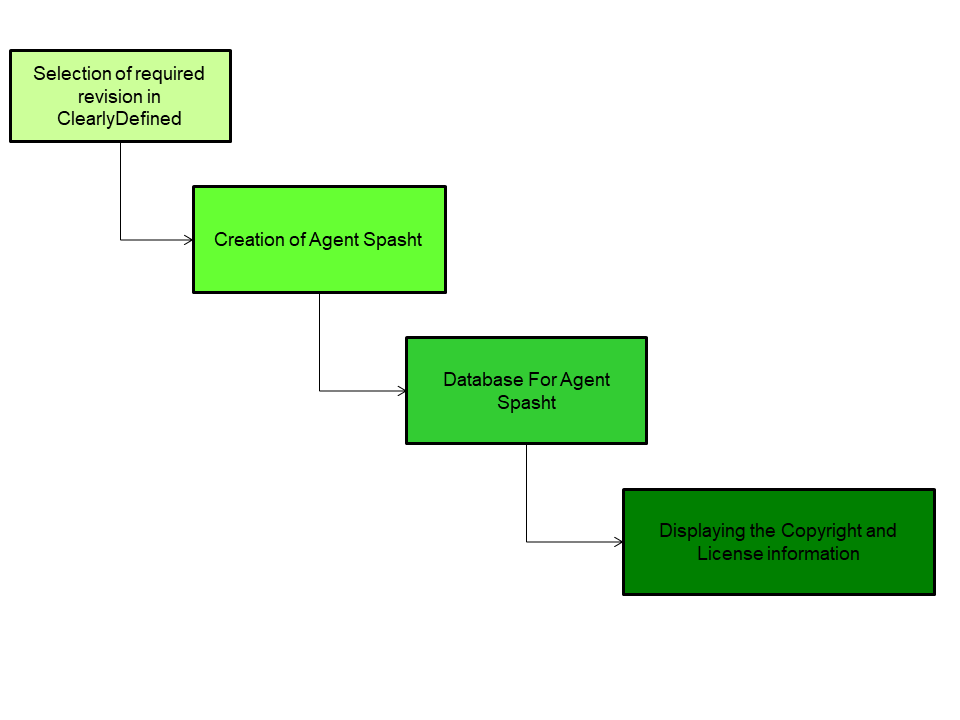 Selection of required
revision in
ClearlyDefined
Creation of Agent Spasht
Database For Agent
Spasht
Displaying the Copyright and
License information